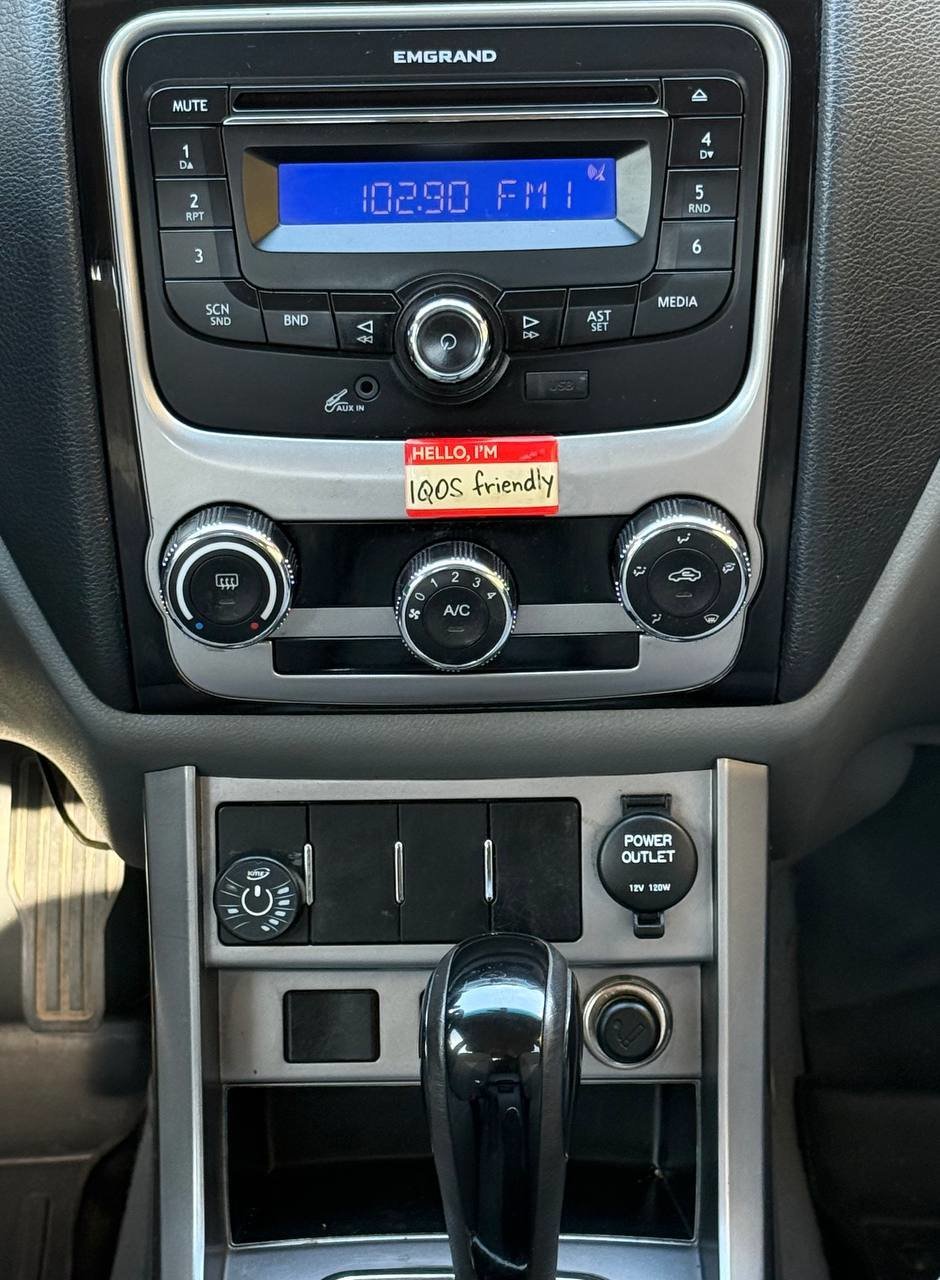 EMGRAND
MUTE
1
D▲
2
RPT
3
4
D▼
5
RND
6
102.90 FM1
SCN
SND
BND
AST
SET
MEDIA
AUX IN
USB
HELLO, I'M
IQOS friendly
0 1 2 3 4
A/C
KME
POWER
OUTLET
12V 120W